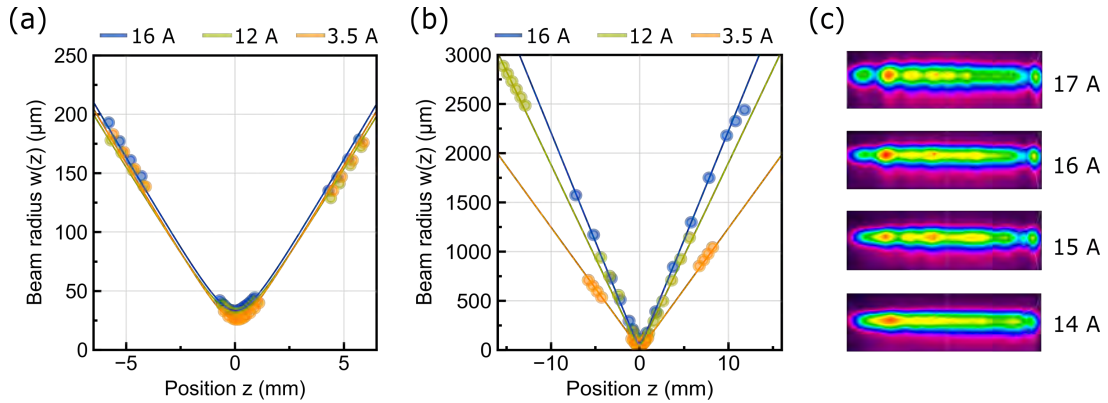 (a)
16 A 12 A 3.5 A
250
200
150
100
50
0
Beam radius w(z) (μm)
−5 0 5
Position z (mm)
(b)
16 A 12 A 3.5 A
3000
2500
2000
1500
1000
500
0
Beam radius w(z) (μm)
−10 0 10
Position z (mm)
(c)
17 A
16 A
15 A
14 A